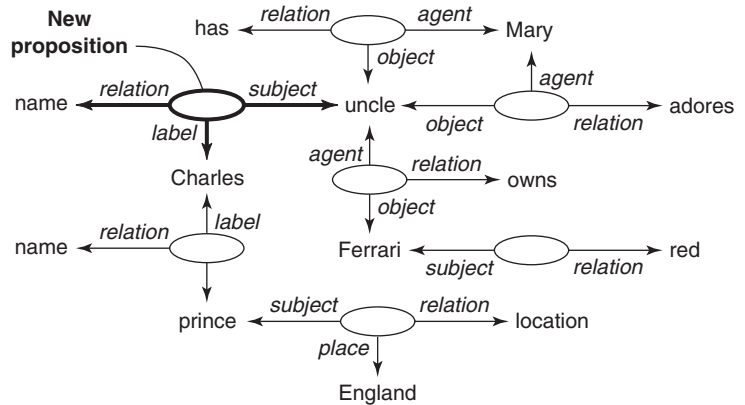 New
proposition
has
relation
agent
Mary
object
name
relation
subject
uncle
agent
adores
label
object
relation
Charles
agent
relation
owns
object
name
relation
label
Ferrari
subject
relation
red
prince
subject
relation
location
place
England